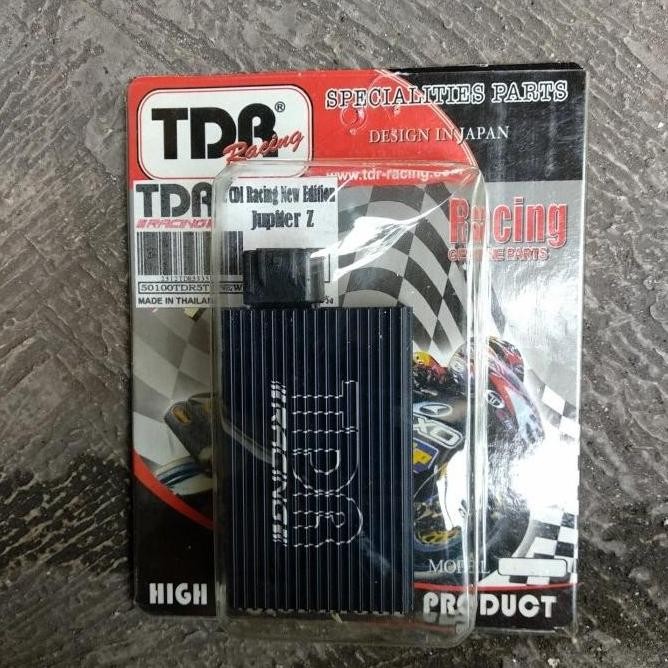 TDR® Racing
SPECIALITIES PARTS
DESIGN IN JAPAN
www.tdr-racing.com
TDR
RACING
CDI Racing New Edition
Jupiter Z
Racing
GENUINE PARTS
MADE IN THAILAND
TDR
RACING
MODEL
HIGH PRODUCT